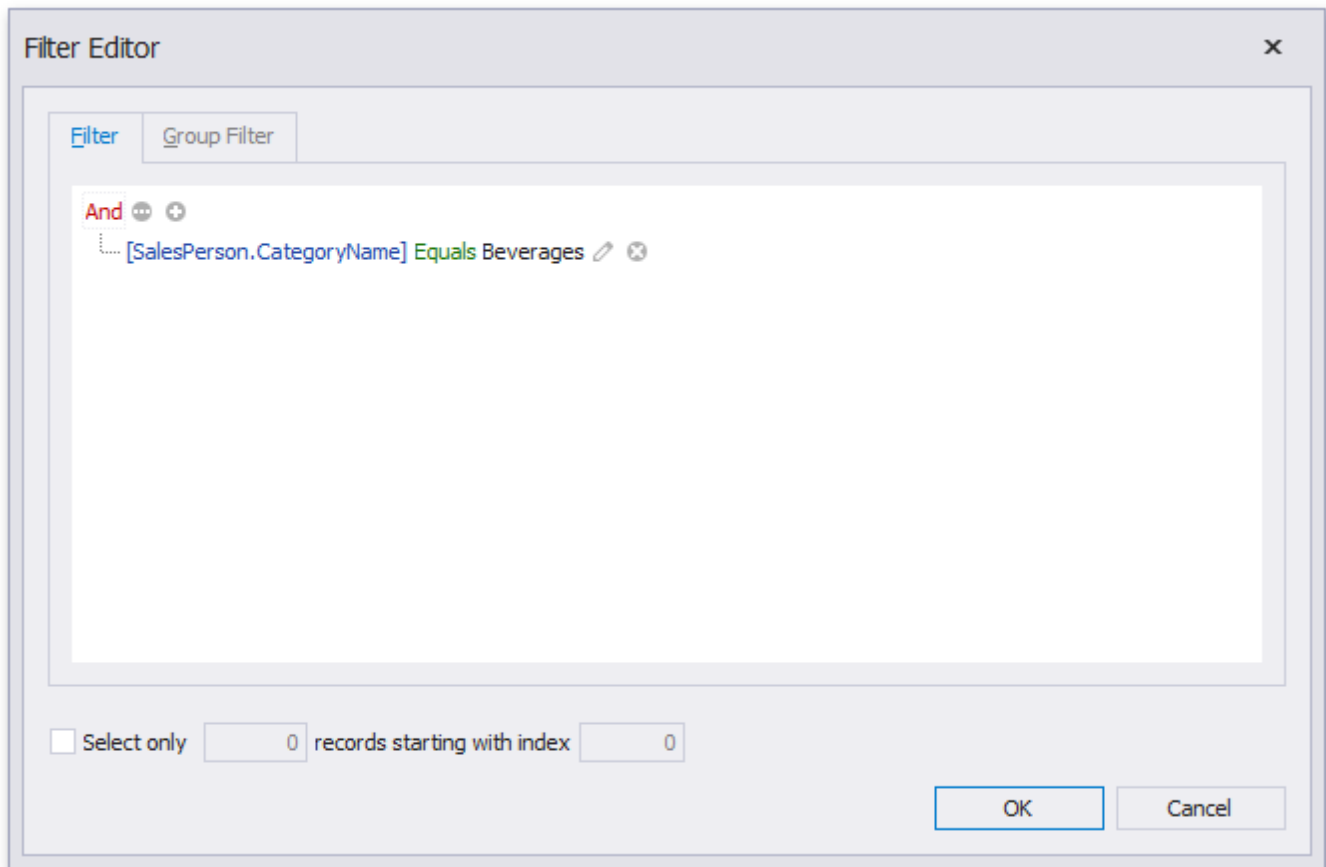 Filter Editor
Filter Group Filter
And
[SalesPerson.CategoryName] Equals Beverages
Select only 0 records starting with index 0
OK Cancel